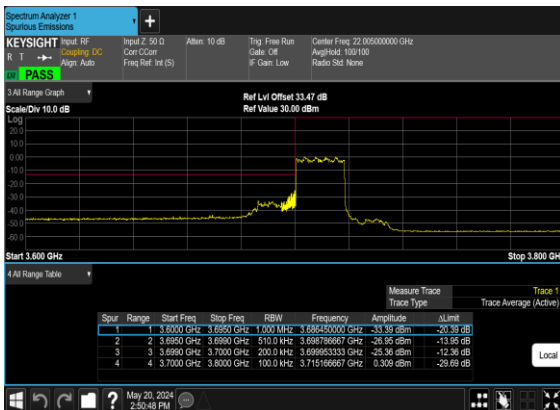 Spectrum Analyzer 1
Spurious Emissions
KEYSIGHT Input: RF Input Z: 50 Ω Atten: 10 dB Trig: Free Run Center Freq: 22.005000000 GHz
R T Coupling: DC Corr CCorr Gate: Off Avg|Hold: 100/100
Align: Auto Freq Ref: Int (S) IF Gain: Low Radio Std: None
PASS
3 All Range Graph Ref Lvl Offset 33.47 dB
Scale/Div 10.0 dB Ref Value 30.00 dBm
Log
20.0
10.0
0.00
-10.0
-20.0
-30.0
-40.0
-50.0
-60.0
Start 3.600 GHz Stop 3.800 GH
4 All Range Table
Measure Trace Trace 1
Trace Type Trace Average (Active)
Spur Range Start Freq Stop Freq RBW Frequency Amplitude ΔLimit
1 1 3.6000 GHz 3.6950 GHz 1.000 MHz 3.686450000 GHz -33.39 dBm -20.39 dB
2 2 3.6950 GHz 3.6990 GHz 510.0 kHz 3.698786667 GHz -26.95 dBm -13.95 dB
3 3 3.6990 GHz 3.7000 GHz 200.0 kHz 3.699953333 GHz -25.36 dBm -12.36 dB
4 4 3.7000 GHz 3.8000 GHz 100.0 kHz 3.715166667 GHz 0.309 dBm -29.69 dB
Local
May 20, 2024
2:50:48 PM